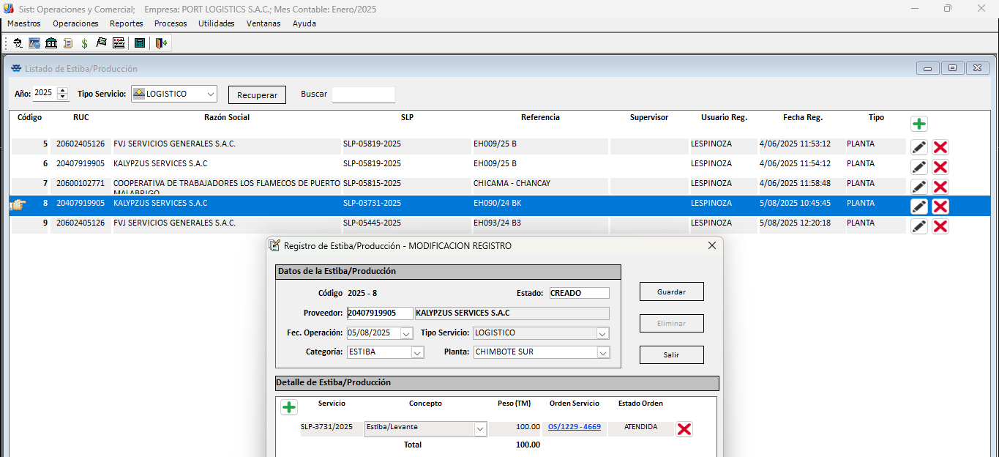 Sist: Operaciones y Comercial; Empresa: PORT LOGISTICS S.A.C.; Mes Contable: Enero/2025
Maestros Operaciones Reportes Procesos Utilidades Ventanas Ayuda
Listado de Estiba/Producción
Año: 2025 Tipo Servicio: LOGISTICO Recuperar Buscar
Código RUC Razón Social SLP Referencia Supervisor Usuario Reg. Fecha Reg. Tipo
5 20602405126 FVJ SERVICIOS GENERALES S.A.C. SLP-05819-2025 EH009/25 B LESPINOZA 4/06/2025 11:53:12 PLANTA
6 20407919905 KALYPZUS SERVICES S.A.C SLP-05819-2025 EH009/25 B LESPINOZA 4/06/2025 11:54:12 PLANTA
7 20600102771 COOPERATIVA DE TRABAJADORES LOS FLAMECOS DE PUERTO SLP-05815-2025 CHICAMA - CHANCAY LESPINOZA 4/06/2025 11:58:48 PLANTA
MALABRIGO
8 20407919905 KALYPZUS SERVICES S.A.C SLP-03731-2025 EH090/24 BK LESPINOZA 5/08/2025 10:45:45 PLANTA
9 20602405126 FVJ SERVICIOS GENERALES S.A.C. SLP-05445-2025 EH093/24 B3 LESPINOZA 5/08/2025 12:20:18 PLANTA
Registro de Estiba/Producción - MODIFICACION REGISTRO
Datos de la Estiba/Producción
Código 2025 - 8 Estado: CREADO Guardar
Proveedor: 20407919905 KALYPZUS SERVICES S.A.C
Eliminar
Fec. Operación: 05/08/2025 Tipo Servicio: LOGISTICO
Categoría: ESTIBA Planta: CHIMBOTE SUR Salir
Detalle de Estiba/Producción
Servicio Concepto Peso (TM) Orden Servicio Estado Orden
SLP-3731/2025 Estiba/Levante 100.00 OS/1229 - 4669 ATENDIDA
Total 100.00